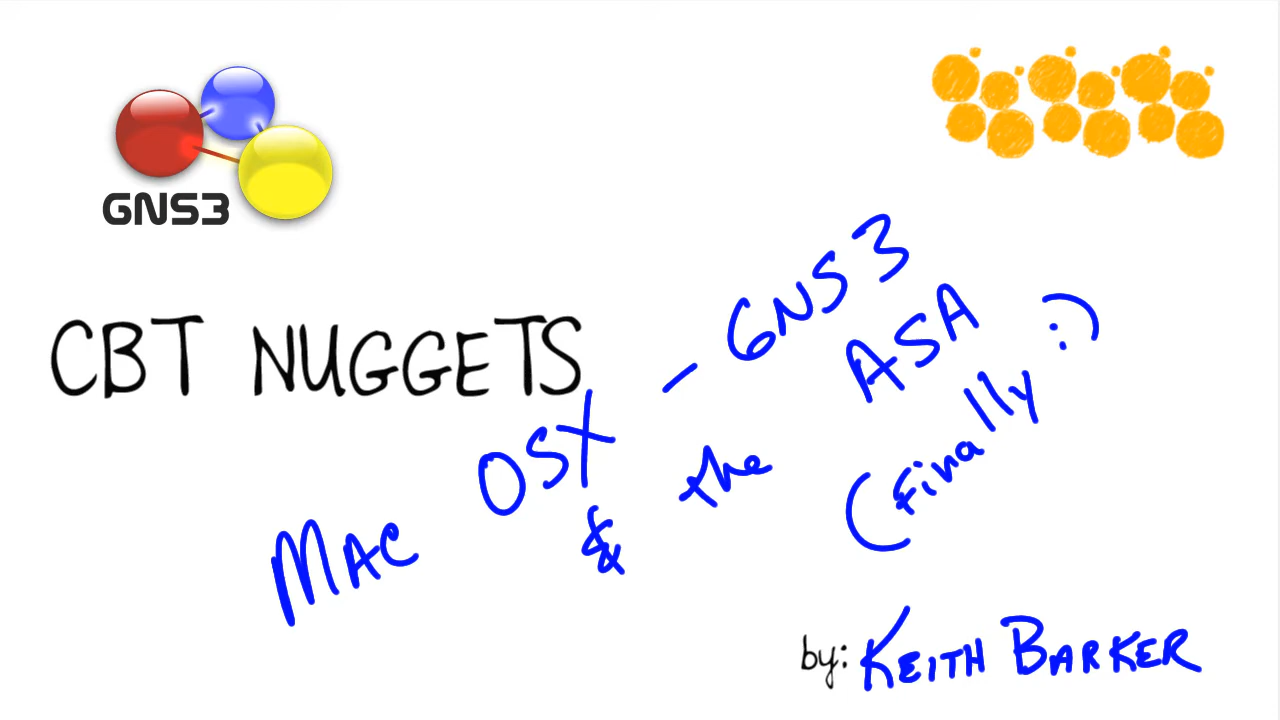 GNS3
CBT NUGGETS
MAC OSX - GNS3
& the ASA
(finally :)
by: KEITH BARKER